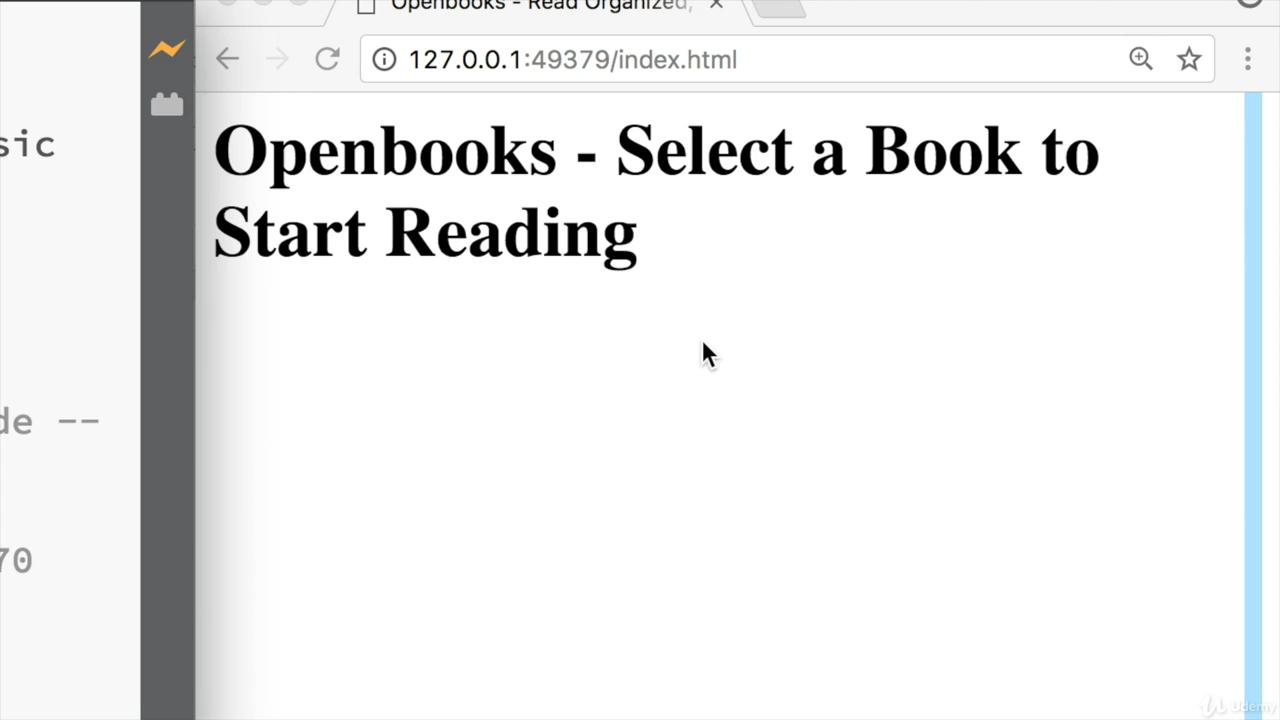 Openbooks - Read Organized,
127.0.0.1:49379/index.html
sic
Openbooks - Select a Book to
Start Reading
de --
70
Udemy